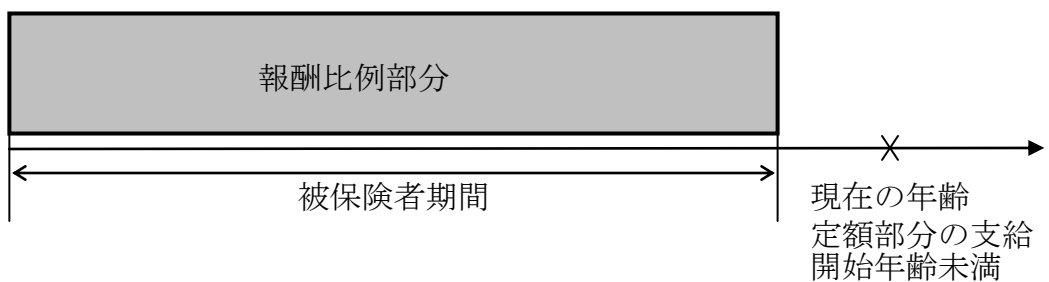 報酬比例部分
被保険者期間
現在の年齢
定額部分の支給
開始年齢未満